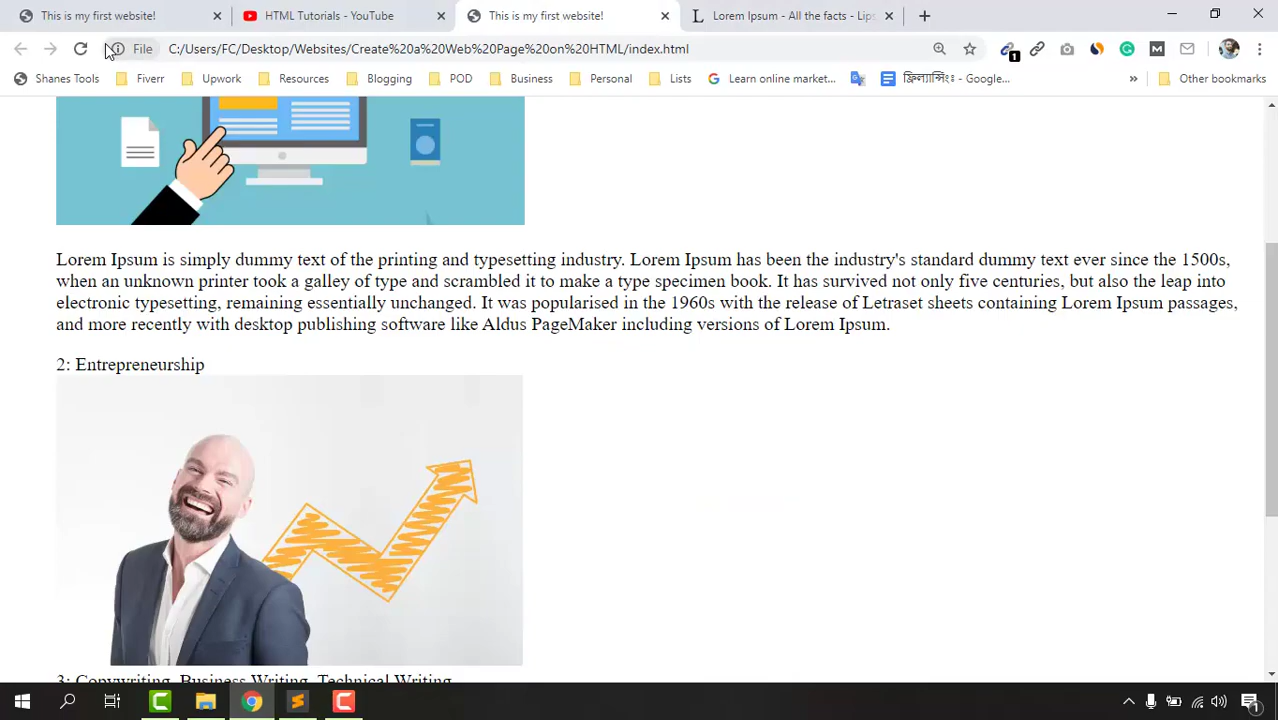 This is my first website!
HTML Tutorials - YouTube
This is my first website!
Lorem Ipsum - All the facts - Lips
File
C:/Users/FC/Desktop/Websites/Create%20a%20Web%20Page%20on%20HTML/index.html
1
Shanes Tools
Fiverr
Upwork
Resources
Blogging
POD
Business
Personal
Lists
Learn online market...
ফ্রিল্যান্সিংঃ - Google...
»
Other bookmarks
Lorem Ipsum is simply dummy text of the printing and typesetting industry. Lorem Ipsum has been the industry's standard dummy text ever since the 1500s,
when an unknown printer took a galley of type and scrambled it to make a type specimen book. It has survived not only five centuries, but also the leap into
electronic typesetting, remaining essentially unchanged. It was popularised in the 1960s with the release of Letraset sheets containing Lorem Ipsum passages,
and more recently with desktop publishing software like Aldus PageMaker including versions of Lorem Ipsum.
2: Entrepreneurship
3: Copywriting, Business Writing, Technical Writing
1